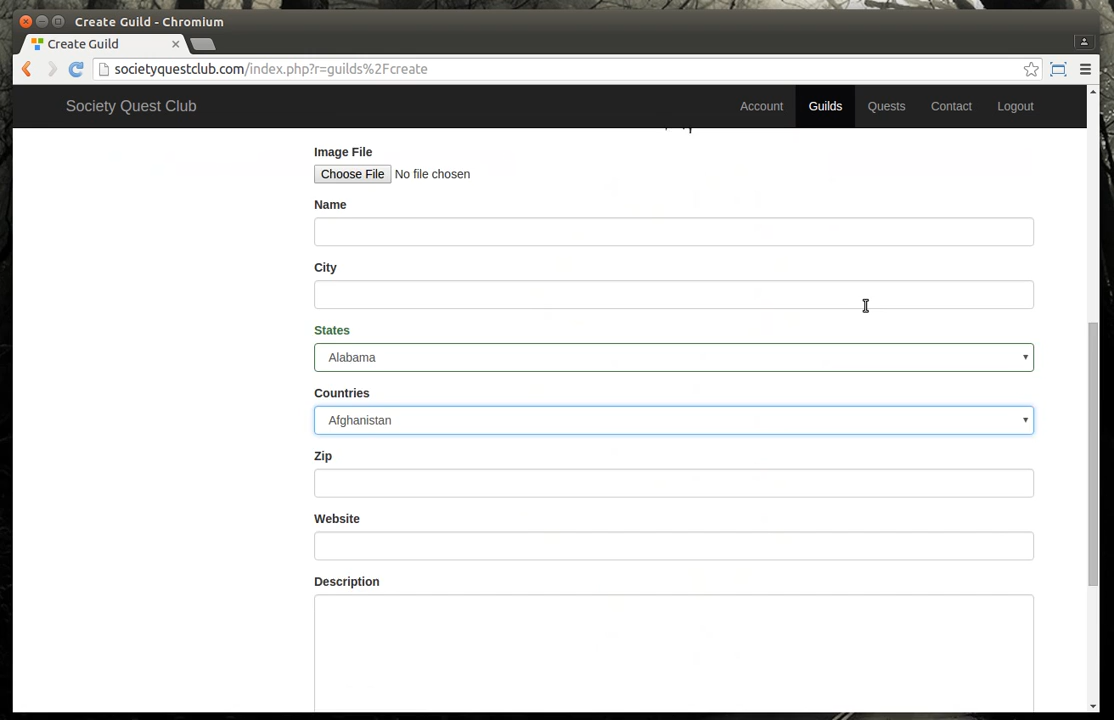 Create Guild - Chromium
Create Guild
societyquestclub.com/index.php?r=guilds%2Fcreate
Society Quest Club Account Guilds Quests Contact Logout
Image File
Choose File No file chosen
Name
City
States
Alabama
Countries
Afghanistan
Zip
Website
Description